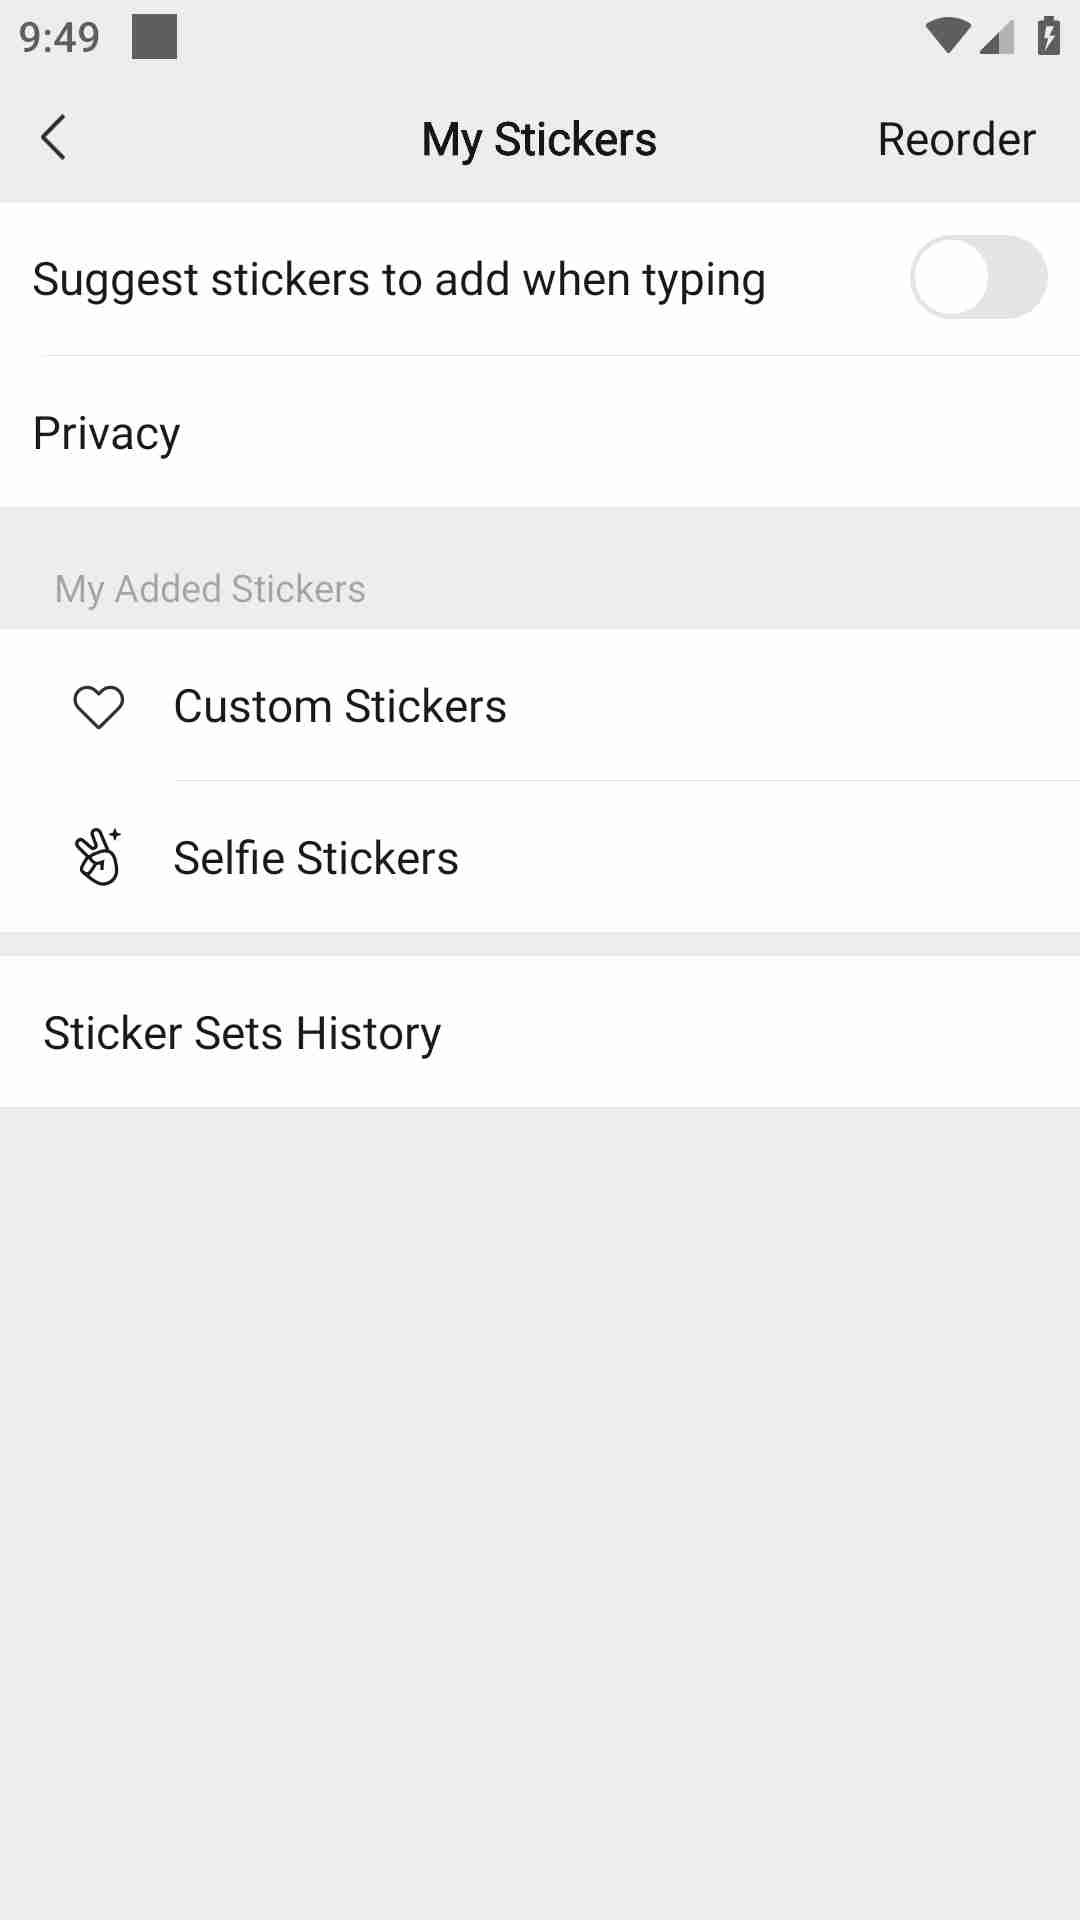 9:49
My Stickers
Reorder
Suggest stickers to add when typing
Privacy
My Added Stickers
Custom Stickers
Selfie Stickers
Sticker Sets History